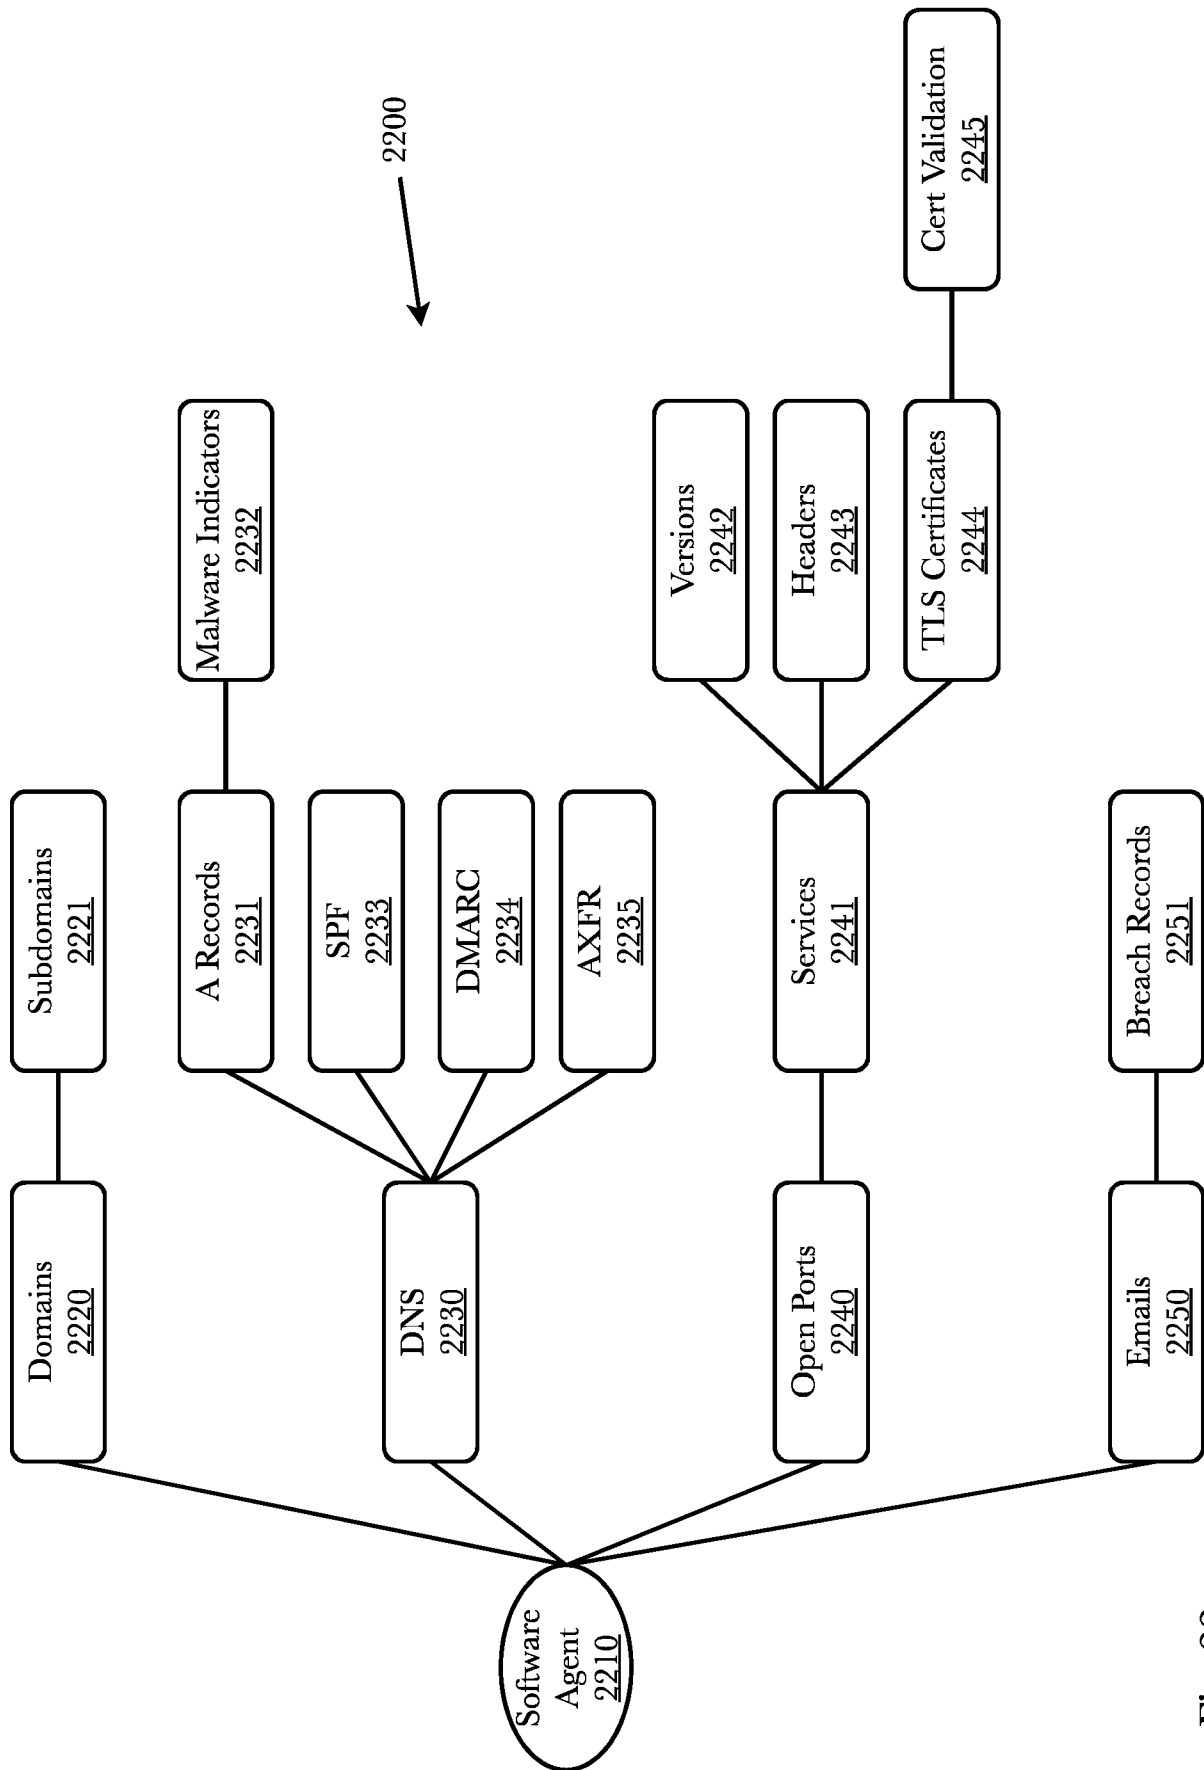 2200
Software
Agent
2210
Domains
2220
Subdomains
2221
DNS
2230
A Records
2231
Malware Indicators
2232
SPF
2233
DMARC
2234
AXFR
2235
Open Ports
2240
Services
2241
Versions
2242
Headers
2243
TLS Certificates
2244
Cert Validation
2245
Emails
2250
Breach Records
2251